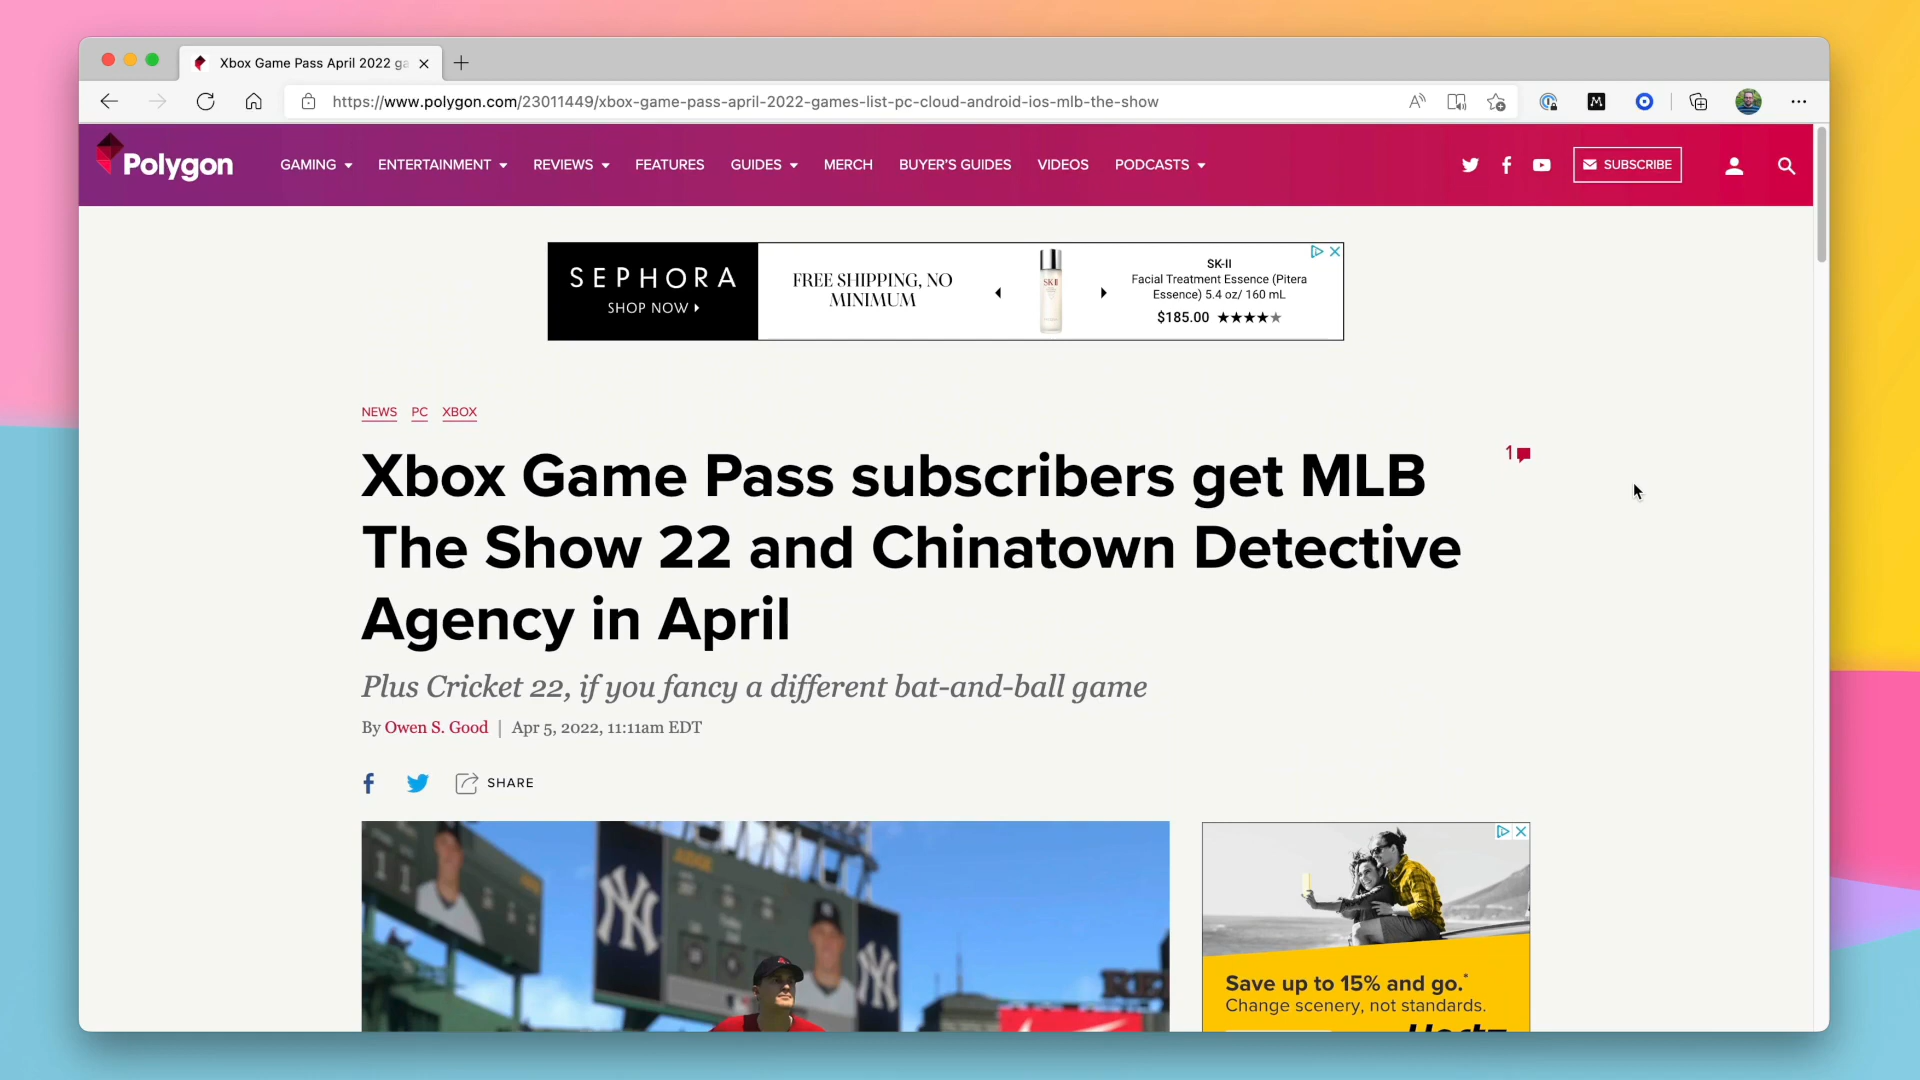 Xbox Game Pass April 2022 ga
https://www.polygon.com/23011449/xbox-game-pass-april-2022-games-list-pc-cloud-android-ios-mlb-the-show
Polygon
GAMING
ENTERTAINMENT
REVIEWS
FEATURES
GUIDES
MERCH
BUYER'S GUIDES
VIDEOS
PODCASTS
SUBSCRIBE
SEPHORA
SHOP NOW
FREE SHIPPING, NO
MINIMUM
SK-II
SK-II
Facial Treatment Essence (Pitera
Essence) 5.4 oz/ 160 mL
$185.00 ★★★★★
NEWS PC XBOX
Xbox Game Pass subscribers get MLB
The Show 22 and Chinatown Detective
Agency in April
1
Plus Cricket 22, if you fancy a different bat-and-ball game
By Owen S. Good | Apr 5, 2022, 11:11am EDT
SHARE
Save up to 15% and go.*
Change scenery, not standards.
Hertz